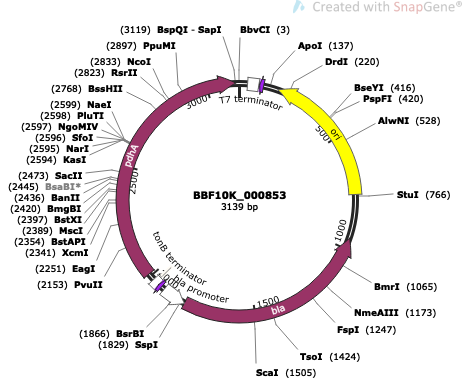 Created with SnapGene®
(3119) BspQI - SapI
BbvCI (3)
(2897) PpuMI
ApoI (137)
(2833) NcoI
DrdI (220)
(2823) RsrII
(2768) BssHII
BseYI (416)
PspFI (420)
(2599) NaeI
(2598) PluTI
AlwNI (528)
(2597) NgoMIV
(2596) SfoI
(2595) NarI
(2594) KasI
(2473) SacII
(2445) BsaBI*
(2436) BanII
(2420) BmgBI
(2397) BstXI
(2389) MscI
(2354) BstAPI
(2341) XcmI
(2251) EagI
(2153) PvuII
StuI (766)
BmrI (1065)
NmeAIII (1173)
FspI (1247)
TsoI (1424)
ScaI (1505)
(1866) BsrBI
(1829) SspI
T7 terminator
3000
500
ori
pdhA
2500
BBF10K_000853
3139 bp
1000
tonB terminator
bla promoter
1500
bla